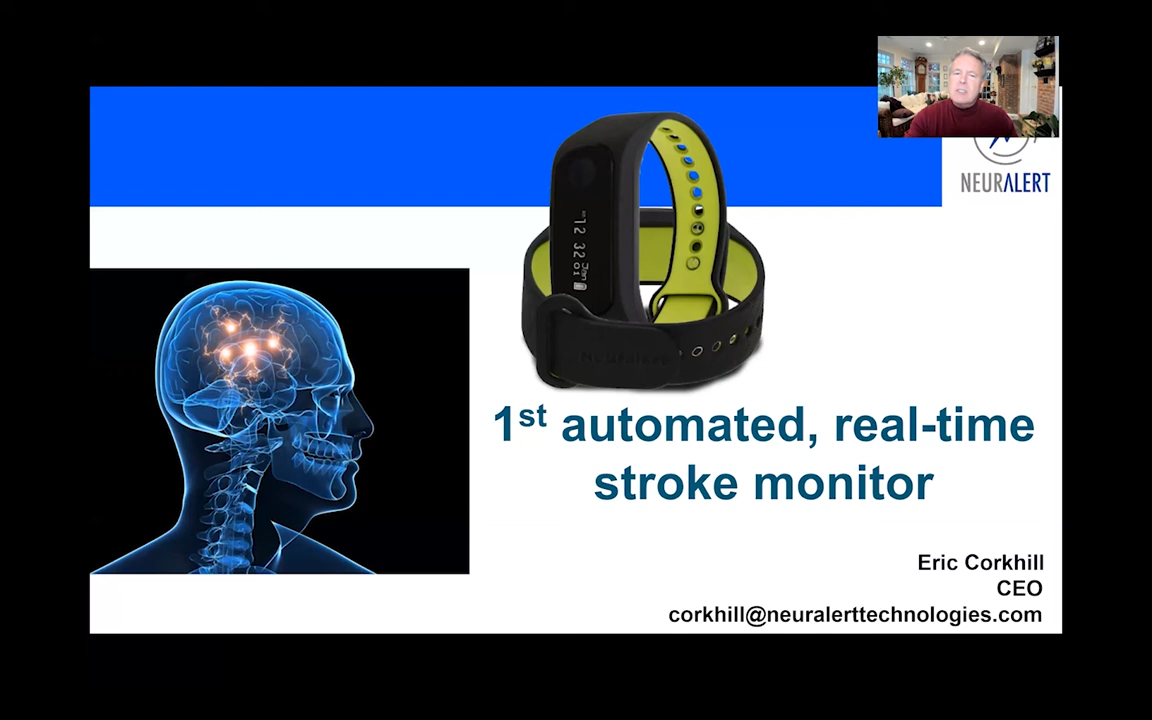 NEURALERT
1st automated, real-time
stroke monitor
Eric Corkhill
CEO
corkhill@neuralerttechnologies.com